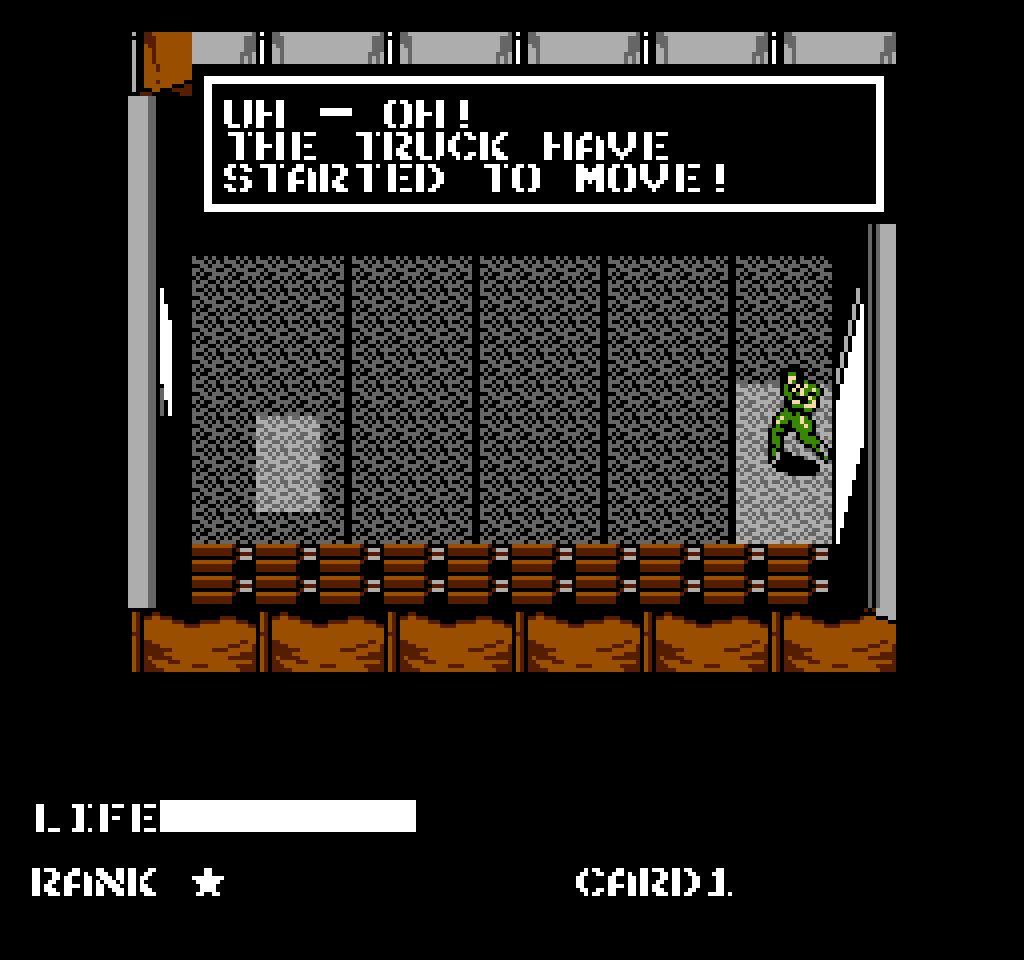 UH - OH!
THE TRUCK HAVE
STARTED TO MOVE!
LIFE
RANK ★
CARD1